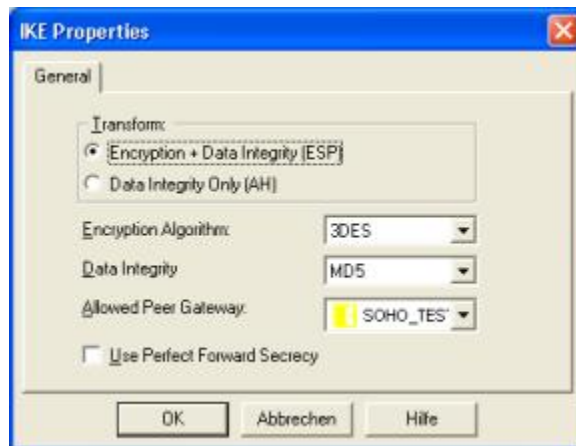 IKE Properties
General
Transform:
Encryption + Data Integrity (ESP)
Data Integrity Only (AH)
Encryption Algorithm: 3DES
Data Integrity MD5
Allowed Peer Gateway: SOHO_TES
Use Perfect Forward Secrecy
OK Abbrechen Hilfe